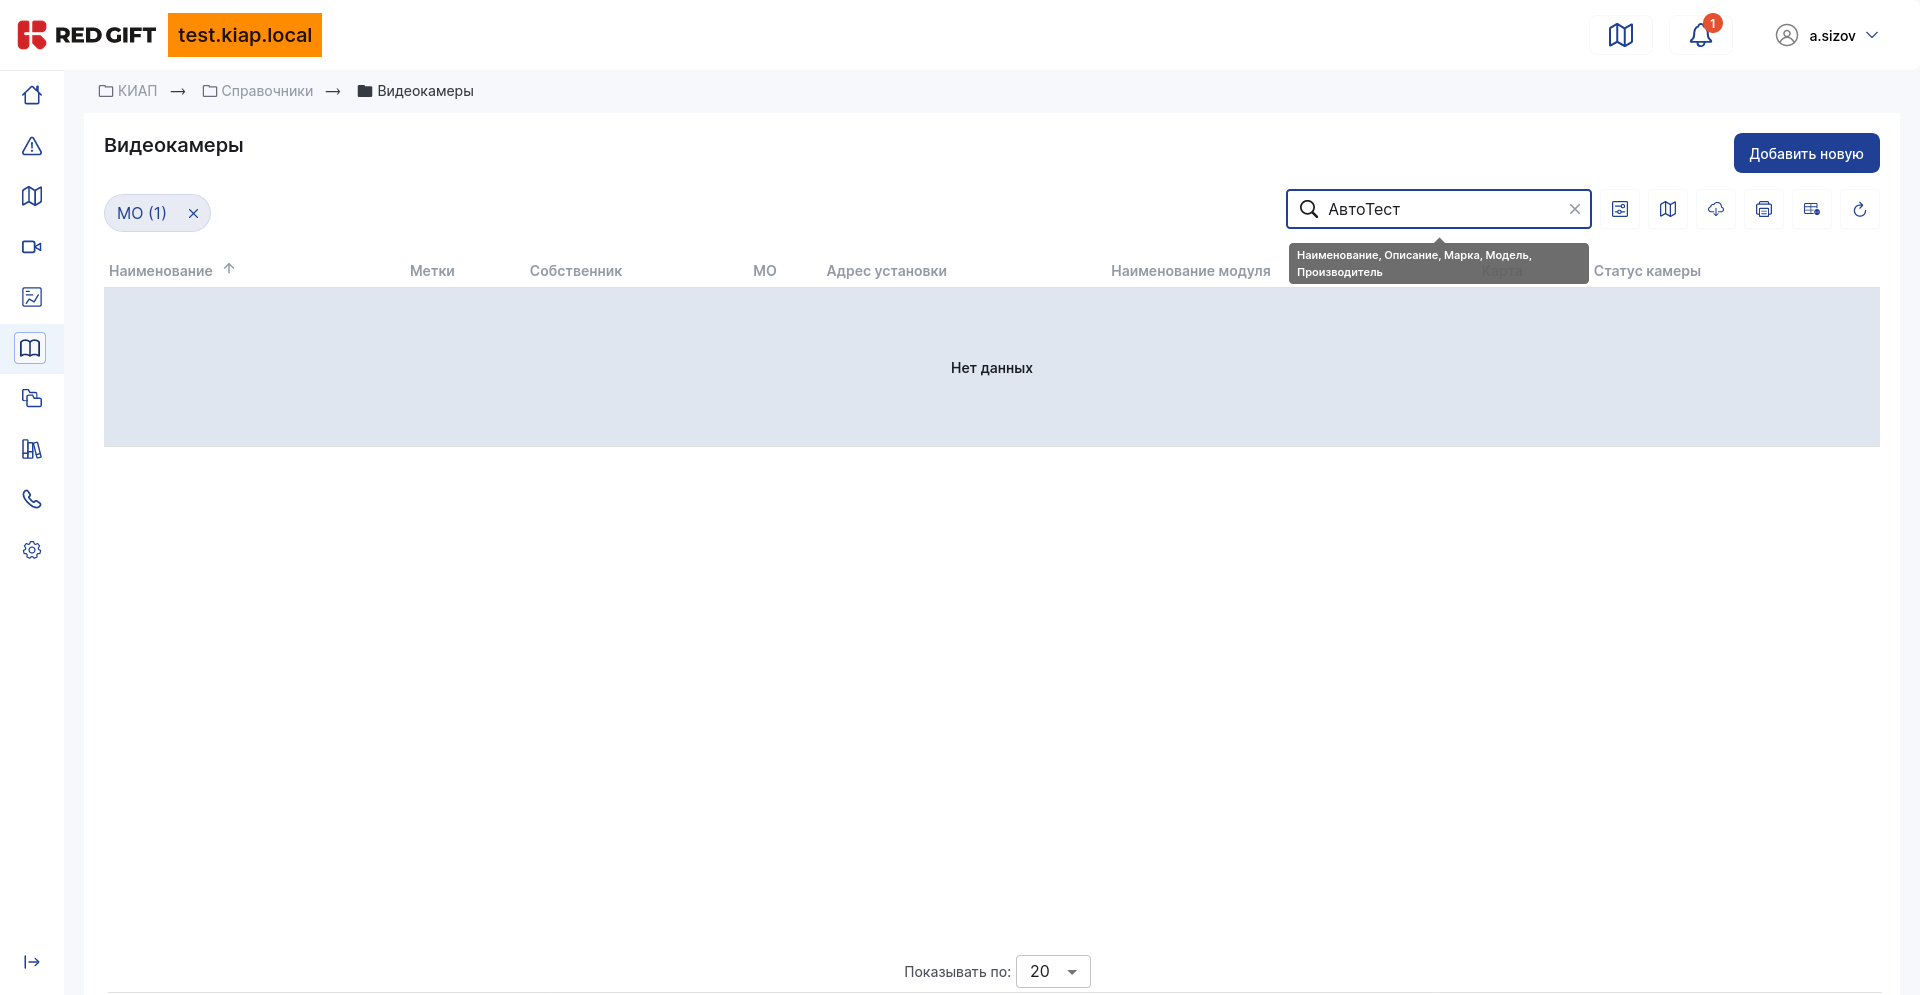 RED GIFT
test.kiap.local
1
a.sizov
КИАП → Справочники → Видеокамеры
Видеокамеры
Добавить новую
МО (1)
АвтоТест
Наименование, Описание, Марка, Модель,
Производитель
Наименование Метки Собственник МО Адрес установки Наименование модуля Карта Статус камеры
Нет данных
Показывать по: 20